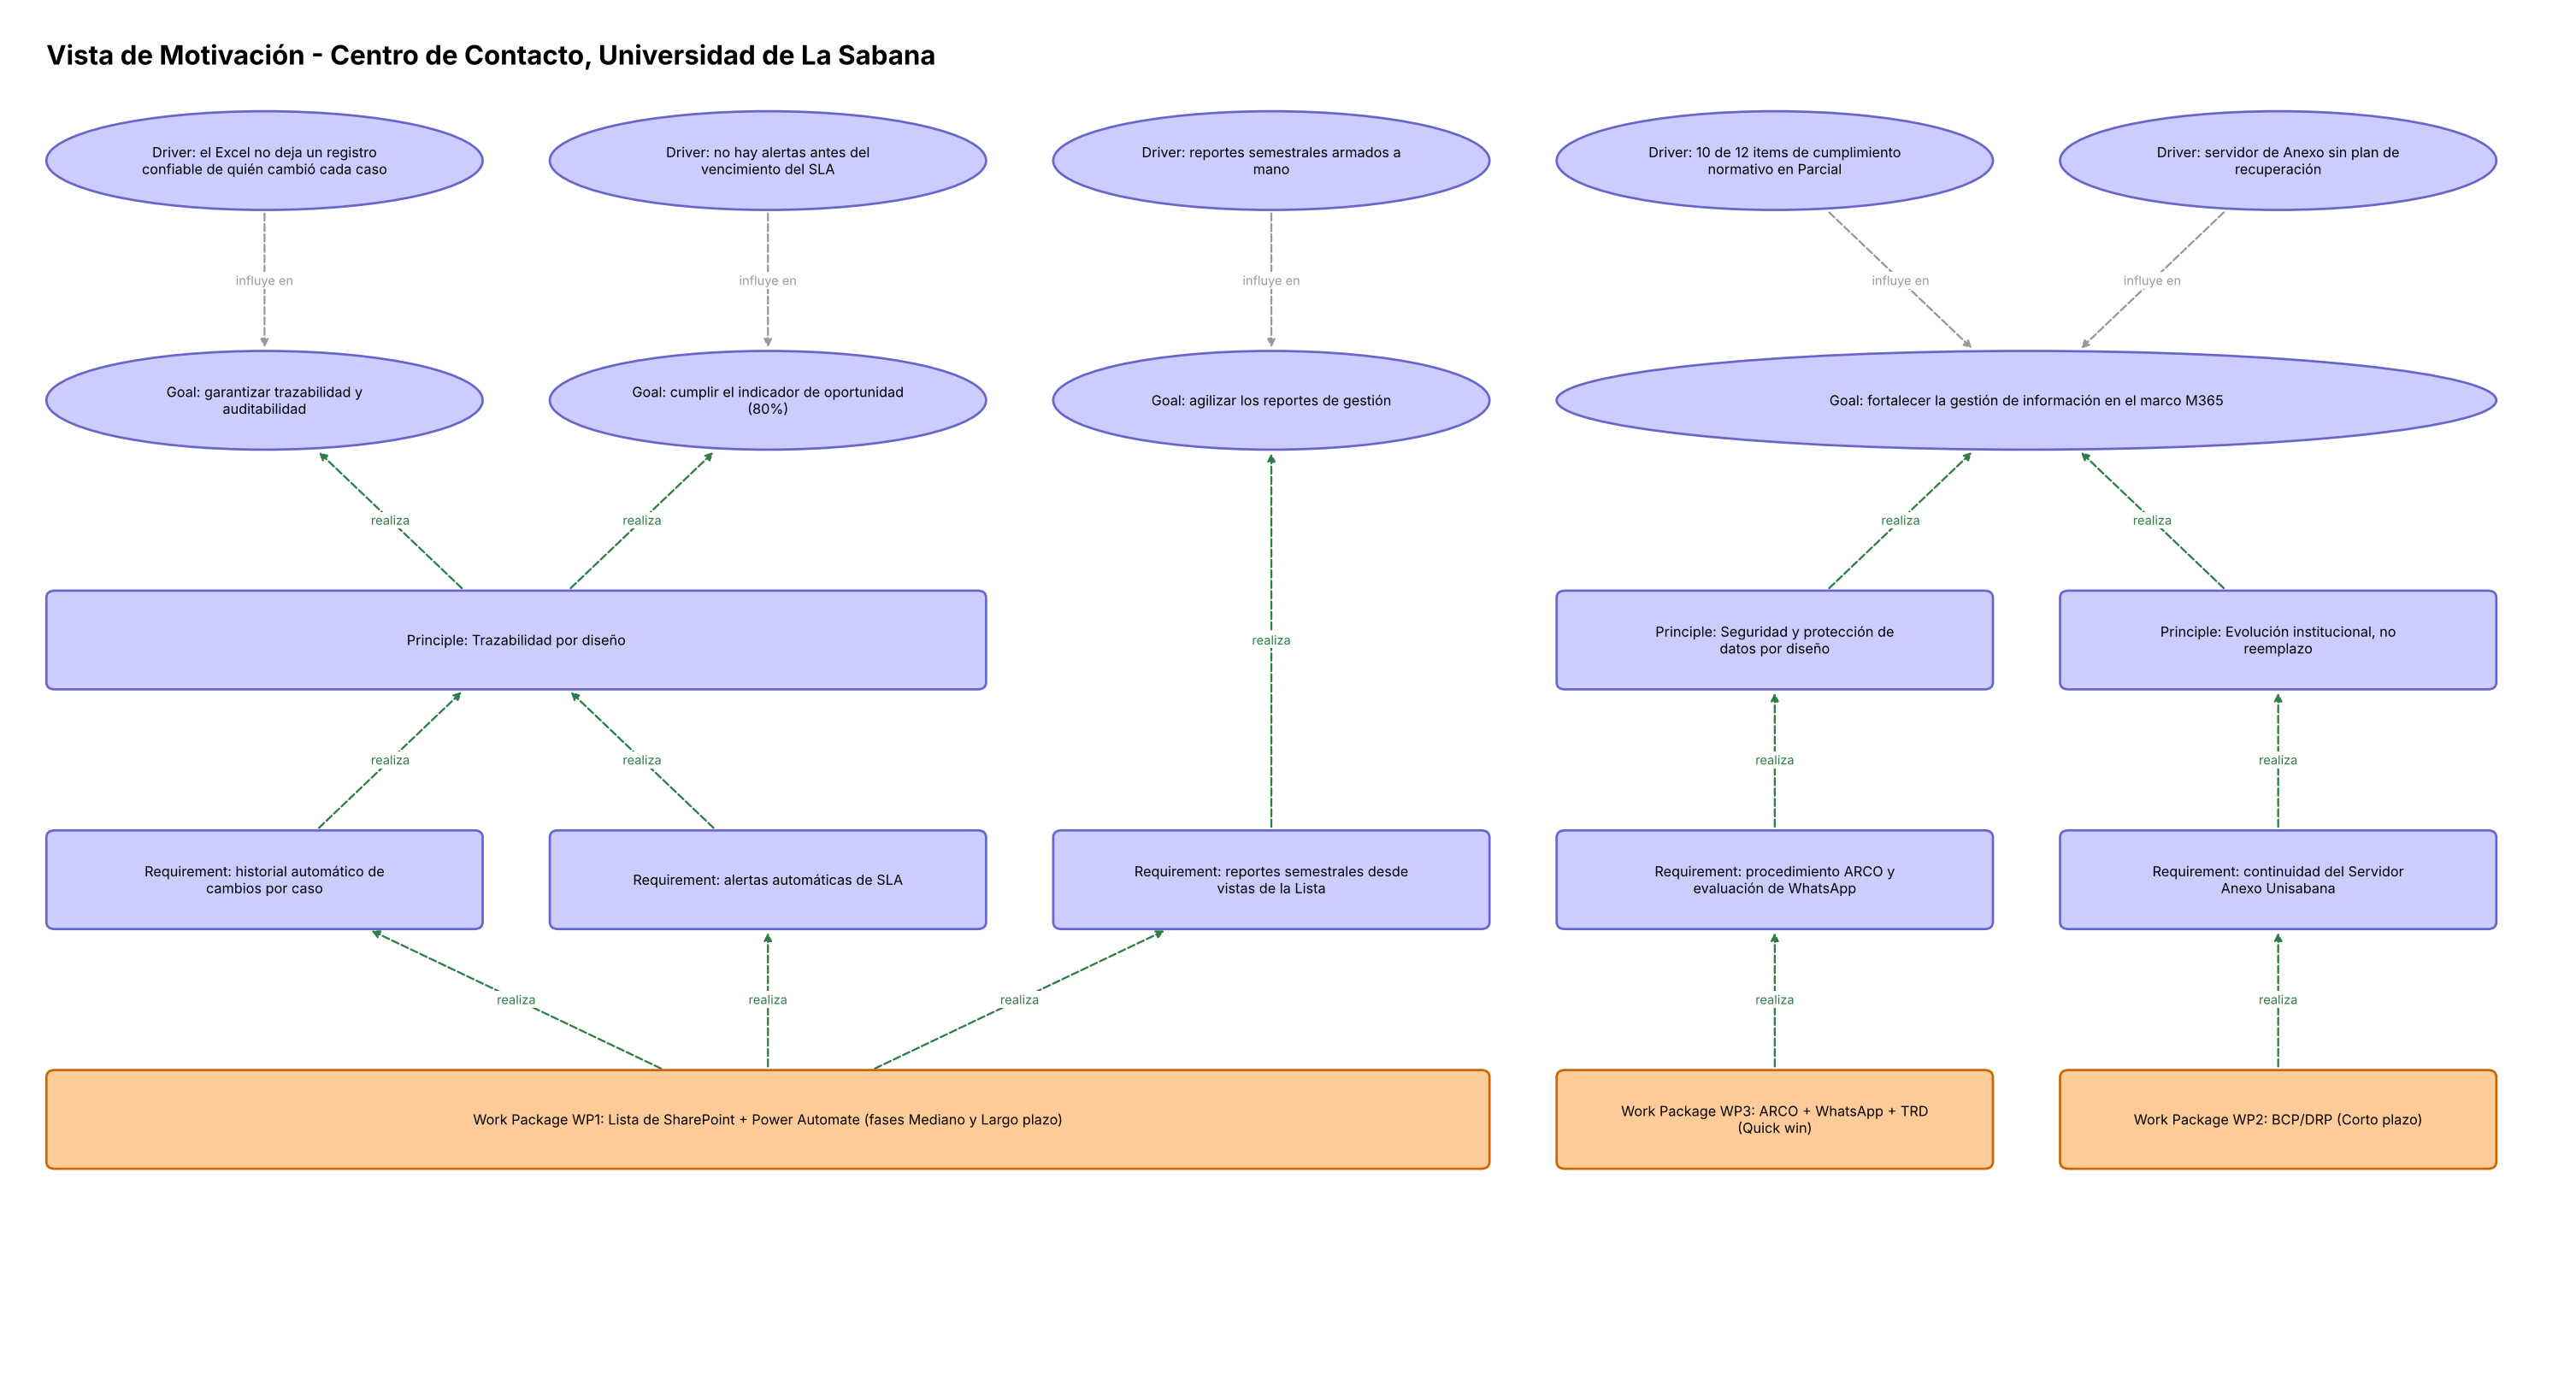 Vista de Motivación - Centro de Contacto, Universidad de La Sabana
Driver: el Excel no deja un registro
confiable de quién cambió cada caso
Driver: no hay alertas antes del
vencimiento del SLA
Driver: reportes semestrales armados a
mano
Driver: 10 de 12 items de cumplimiento
normativo en Parcial
Driver: servidor de Anexo sin plan de
recuperación
influye en
influye en
influye en
influye en
influye en
Goal: garantizar trazabilidad y
auditabilidad
Goal: cumplir el indicador de oportunidad
(80%)
Goal: agilizar los reportes de gestión
Goal: fortalecer la gestión de información en el marco M365
realiza
realiza
realiza
realiza
Principle: Trazabilidad por diseño
realiza
Principle: Seguridad y protección de
datos por diseño
Principle: Evolución institucional, no
reemplazo
realiza
realiza
realiza
realiza
Requirement: historial automático de
cambios por caso
Requirement: alertas automáticas de SLA
Requirement: reportes semestrales desde
vistas de la Lista
Requirement: procedimiento ARCO y
evaluación de WhatsApp
Requirement: continuidad del Servidor
Anexo Unisabana
realiza
realiza
realiza
realiza
realiza
Work Package WP1: Lista de SharePoint + Power Automate (fases Mediano y Largo plazo)
Work Package WP3: ARCO + WhatsApp + TRD
(Quick win)
Work Package WP2: BCP/DRP (Corto plazo)